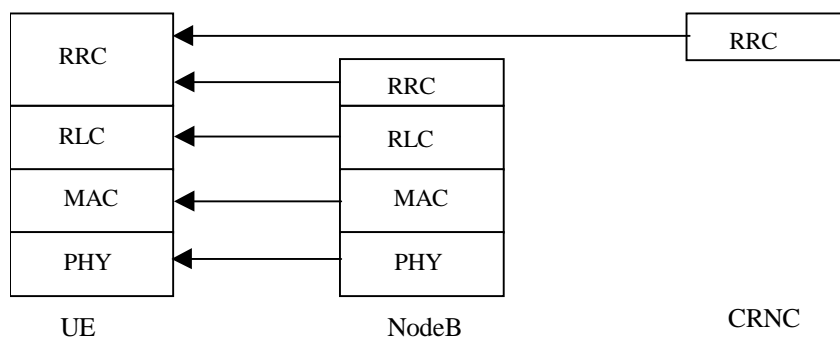 RRC
RRC
RRC
RLC
RLC
MAC
MAC
PHY
PHY
UE
NodeB
CRNC